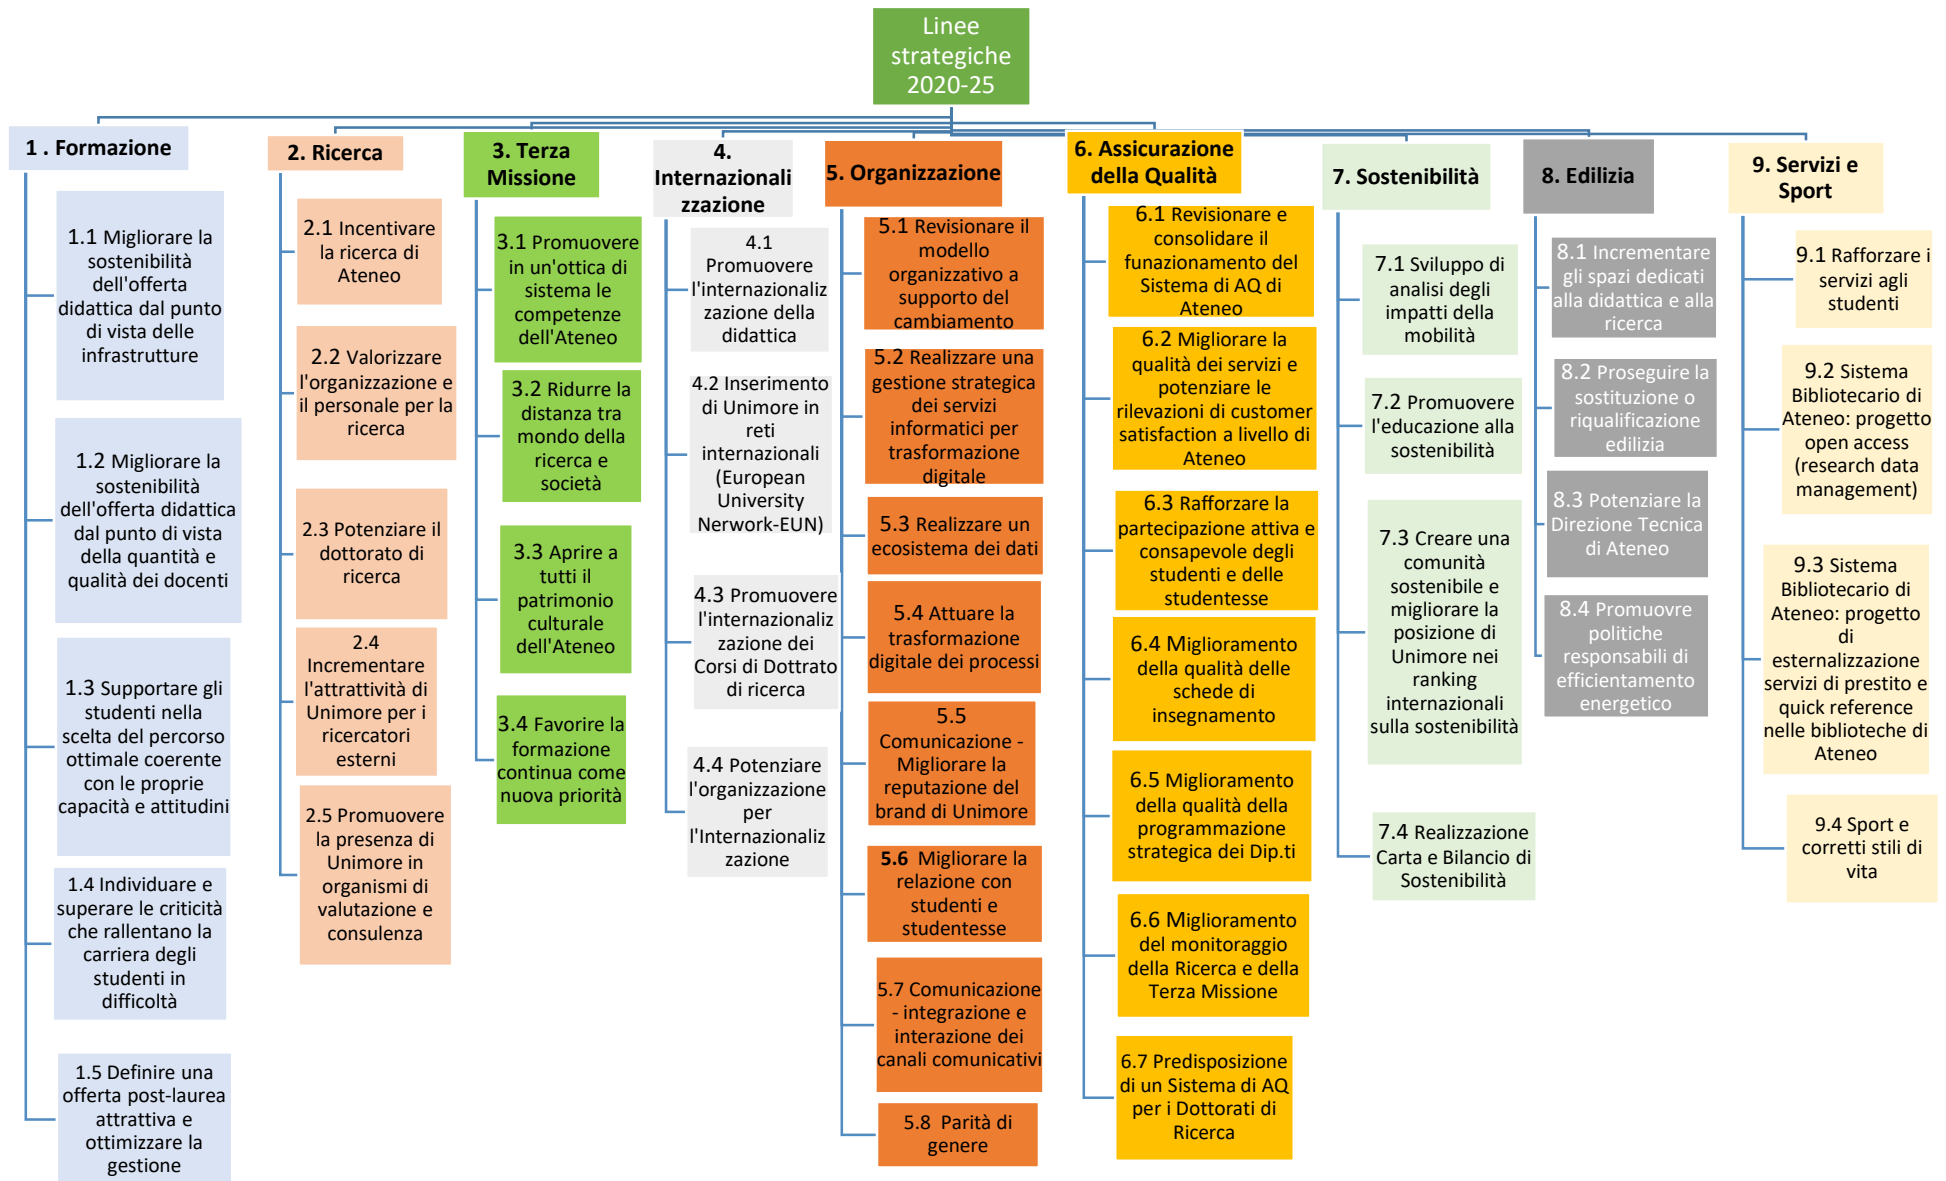 Linee
strategiche
2020-25
1 . Formazione
1.1 Migliorare la
sostenibilità
dell'offerta
didattica dal punto
di vista delle
infrastrutture
1.2 Migliorare la
sostenibilità
dell'offerta didattica
dal punto di vista
della quantità e
qualità dei docenti
1.3 Supportare gli
studenti nella
scelta del percorso
ottimale coerente
con le proprie
capacità e attitudini
1.4 Individuare e
superare le criticità
che rallentano la
carriera degli
studenti in
difficoltà
1.5 Definire una
offerta post-laurea
attrattiva e
ottimizzare la
gestione
2. Ricerca
2.1 Incentivare
la ricerca di
Ateneo
2.2 Valorizzare
l'organizzazione e
il personale per la
ricerca
2.3 Potenziare il
dottorato di
ricerca
2.4
Incrementare
l'attrattività di
Unimore per i
ricercatori
esterni
2.5 Promuovere
la presenza di
Unimore in
organismi di
valutazione e
consulenza
3. Terza
Missione
3.1 Promuovere
in un'ottica di
sistema le
competenze
dell'Ateneo
3.2 Ridurre la
distanza tra
mondo della
ricerca e
società
3.3 Aprire a
tutti il
patrimonio
culturale
dell'Ateneo
3.4 Favorire la
formazione
continua come
nuova priorità
4.
Internazionali
zzazione
4.1
Promuovere
l'internazionaliz
zazione della
didattica
4.2 Inserimento
di Unimore in
reti
internazionali
(European
University
Nerwork-EUN)
4.3 Promuovere
l'internazionaliz
zazione dei
Corsi di Dottrato
di ricerca
4.4 Potenziare
l'organizzazione
per
l'Internazionaliz
zazione
5. Organizzazione
5.1 Revisionare il
modello
organizzativo a
supporto del
cambiamento
5.2 Realizzare una
gestione strategica
dei servizi
informatici per
trasformazione
digitale
5.3 Realizzare un
ecosistema dei dati
5.4 Attuare la
trasformazione
digitale dei processi
5.5
Comunicazione -
Migliorare la
reputazione del
brand di Unimore
5.6 Migliorare la
relazione con
studenti e
studentesse
5.7 Comunicazione
- integrazione e
interazione dei
canali comunicativi
5.8 Parità di
genere
6. Assicurazione
della Qualità
6.1 Revisionare e
consolidare il
funazionamento del
Sistema di AQ di
Ateneo
6.2 Migliorare la
qualità dei servizi e
potenziare le
rilevazioni di customer
satisfaction a livello di
Ateneo
6.3 Rafforzare la
partecipazione attiva e
consapevole degli
studenti e delle
studentesse
6.4 Miglioramento
della qualità delle
schede di
insegnamento
6.5 Miglioramento
della qualità della
programmazione
strategica dei Dip.ti
6.6 Miglioramento
del monitoraggio
della Ricerca e della
Terza Missione
6.7 Predisposizione
di un Sistema di AQ
per i Dottorati di
Ricerca
7. Sostenibilità
7.1 Sviluppo di
analisi degli
impatti della
mobilità
7.2 Promuovere
l'educazione alla
sostenibilità
7.3 Creare una
comunità
sostenibile e
migliorare la
posizione di
Unimore nei
ranking
internazionali
sulla sostenibilità
7.4 Realizzazione
Carta e Bilancio di
Sostenibilità
8. Edilizia
8.1 Incrementare
gli spazi dedicati
alla didattica e alla
ricerca
8.2 Proseguire la
sostituzione o
riqualificazione
edilizia
8.3 Potenziare la
Direzione Tecnica
di Ateneo
8.4 Promuovre
politiche
responsabili di
efficientamento
energetico
9. Servizi e
Sport
9.1 Rafforzare i
servizi agli
studenti
9.2 Sistema
Bibliotecario di
Ateneo: progetto
open access
(research data
management)
9.3 Sistema
Bibliotecario di
Ateneo: progetto
di
esternalizzazione
servizi di prestito e
quick reference
nelle biblioteche di
Ateneo
9.4 Sport e
corretti stili di
vita